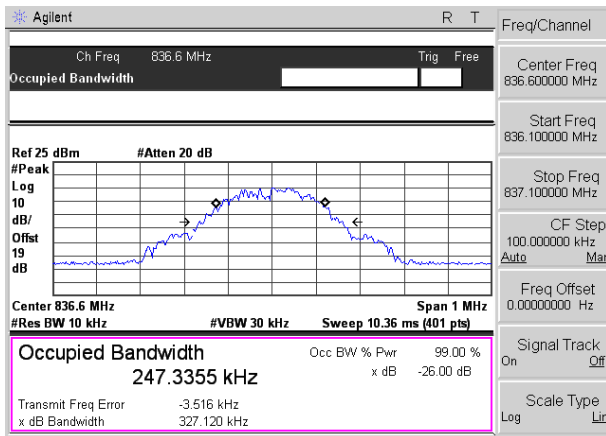 Agilent
R T
Ch Freq 836.6 MHz Trig Free
Occupied Bandwidth
Ref 25 dBm #Atten 20 dB
#Peak
Log
10
dB/
Offst
19
dB
Center 836.6 MHz Span 1 MHz
#Res BW 10 kHz #VBW 30 kHz Sweep 10.36 ms (401 pts)
Occupied Bandwidth Occ BW % Pwr 99.00 %
247.3355 kHz x dB -26.00 dB
Transmit Freq Error -3.516 kHz
x dB Bandwidth 327.120 kHz
Freq/Channel
Center Freq
836.600000 MHz
Start Freq
836.100000 MHz
Stop Freq
837.100000 MHz
CF Step
100.000000 kHz
Auto Mar
Freq Offset
0.00000000 Hz
Signal Track
On Off
Scale Type
Log Lir